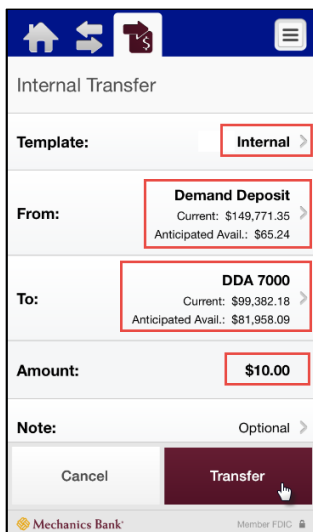 Internal Transfer
Template: Internal
Demand Deposit
From: Current: $149,771.35
Anticipated Avail.: $65.24
DDA 7000
To: Current: $99,382.18
Anticipated Avail.: $81,958.09
Amount: $10.00
Note: Optional
Cancel Transfer
Mechanics Bank® Member FDIC